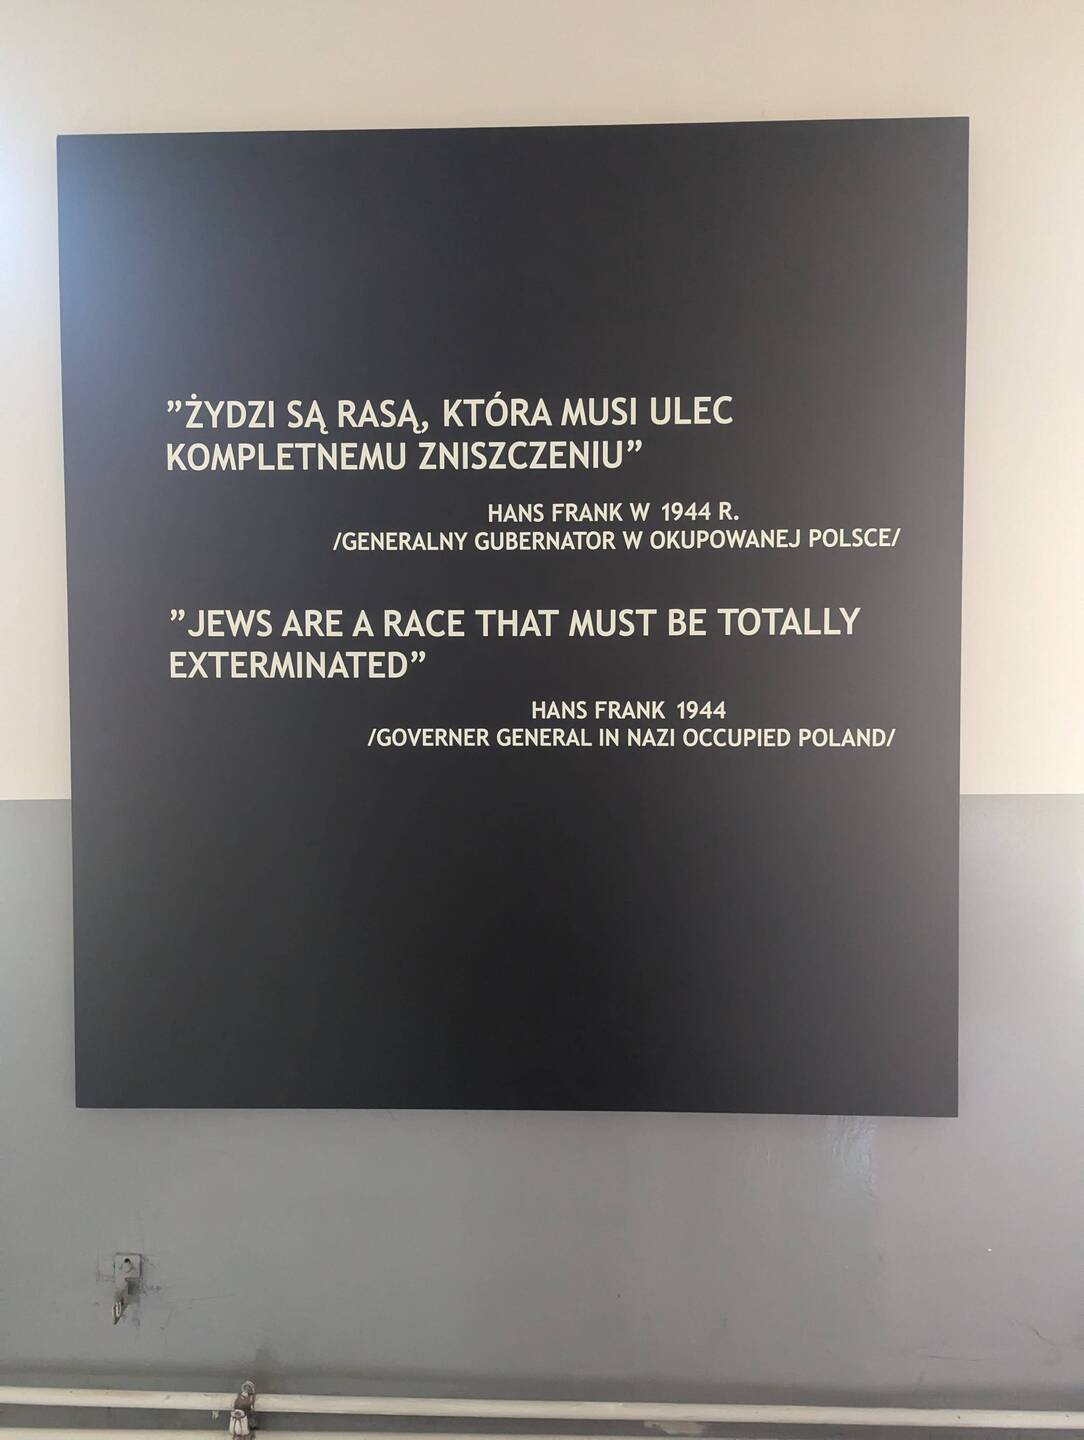 ”ŻYDZI SĄ RASĄ, KTÓRA MUSI ULEC
KOMPLETNEMU ZNISZCZENIU”
HANS FRANK W 1944 R.
/GENERALNY GUBERNATOR W OKUPOWANEJ POLSCE/
”JEWS ARE A RACE THAT MUST BE TOTALLY
EXTERMINATED”
HANS FRANK 1944
/GOVERNER GENERAL IN NAZI OCCUPIED POLAND/